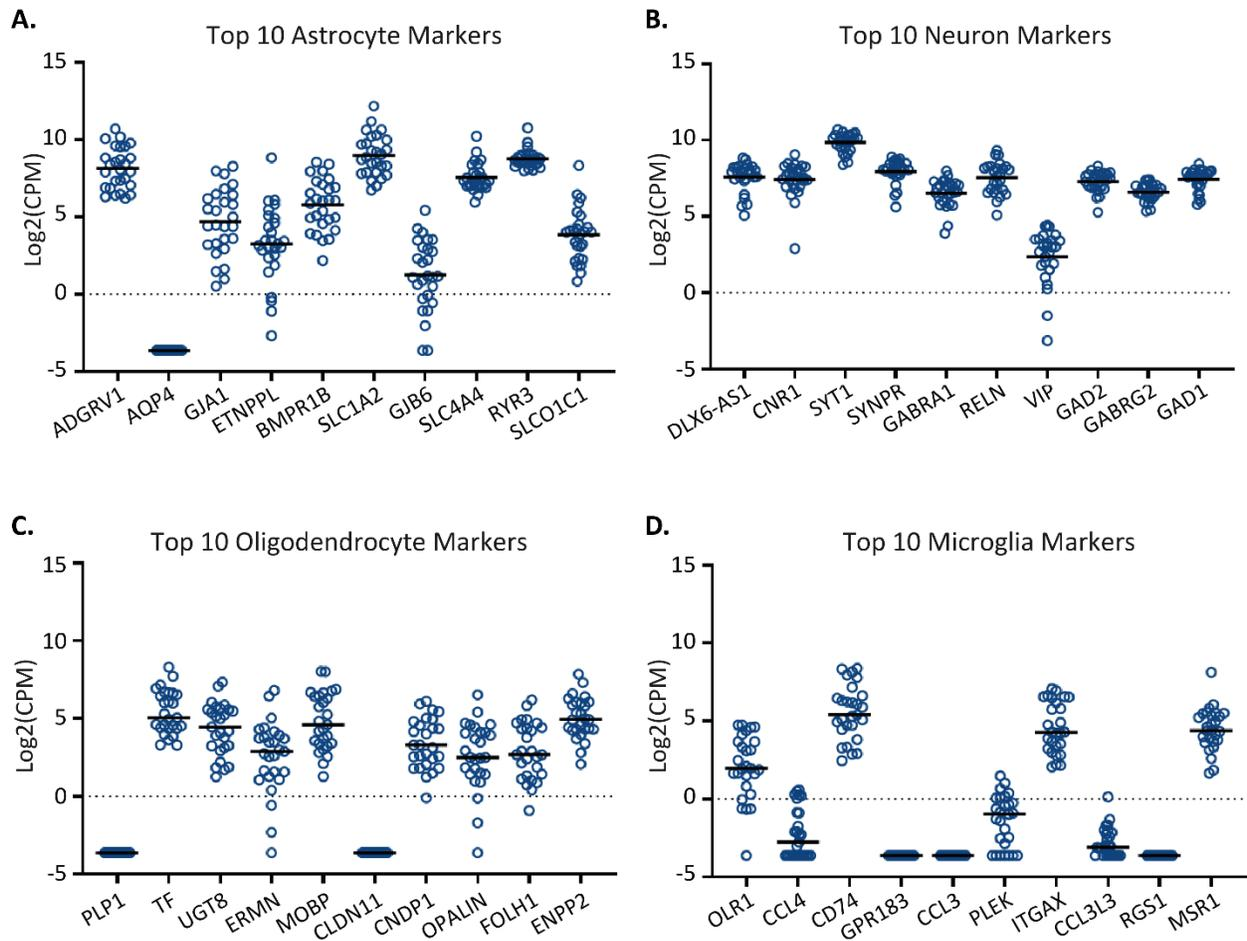 A.
Top 10 Astrocyte Markers
Log2(CPM)
15
10
5
0
-5
ADGRV1
AQP4
GJA1
ETNPPL
BMPR1B
SLC1A2
GJB6
SLC4A4
RYR3
SLCO1C1
B.
Top 10 Neuron Markers
Log2(CPM)
15
10
5
0
-5
DLX6-AS1
CNR1
SYT1
SYNPR
GABRA1
RELN
VIP
GAD2
GABRG2
GAD1
C.
Top 10 Oligodendrocyte Markers
Log2(CPM)
15
10
5
0
-5
PLP1
TF
UGT8
ERMN
MOBP
CLDN11
CNDP1
OPALIN
FOLH1
ENPP2
D.
Top 10 Microglia Markers
Log2(CPM)
15
10
5
0
-5
OLR1
CCL4
CD74
GPR183
CCL3
PLEK
ITGAX
CCL3L3
RGS1
MSR1